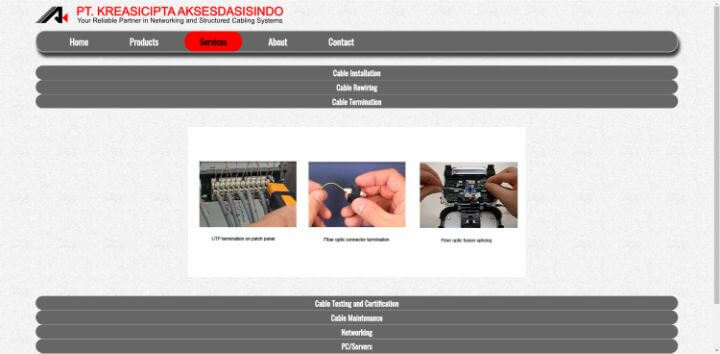 PT. KREASICIPTA AKSESDASISINDO
Your Reliable Partner in Networking and Structured Cabling Systems
Home Products Services About Contact
Cable Installation
Cable Rewiring
Cable Termination
UTP termination on patch panel Fiber optic connector termination Fiber optic fusion splicing
Cable Testing and Certification
Cable Maintenance
Networking
PC/Servers